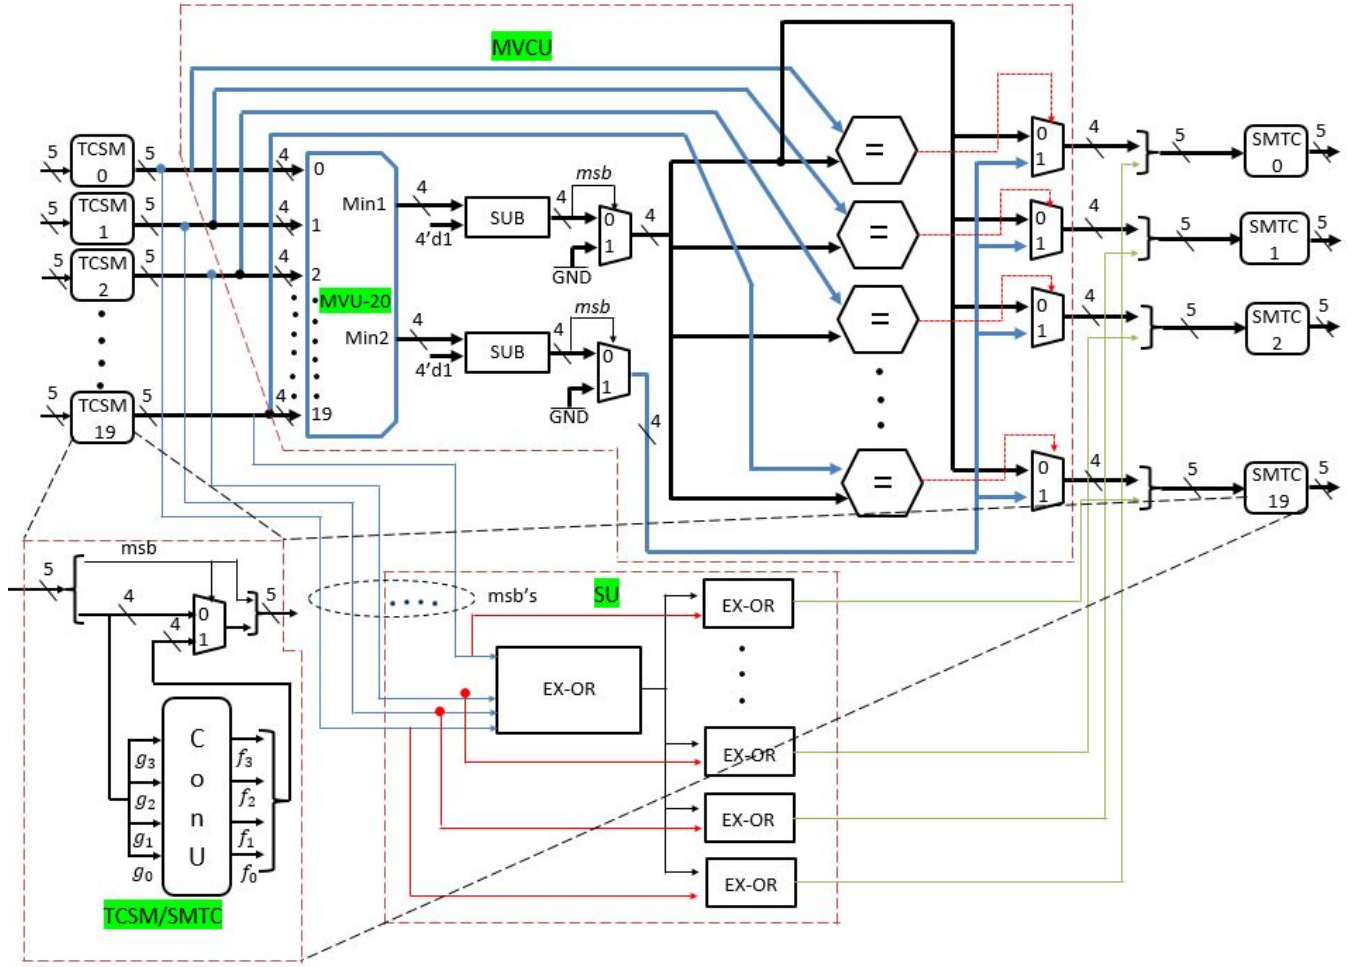 MVCU
5
TCSM
0
5
4
0
5
TCSM
1
5
4
1
5
TCSM
2
5
4
2
MVU-20
5
TCSM
19
5
4
19
Min1
4
4'd1
SUB
4
msb
0
1
GND
4
Min2
4
4'd1
SUB
4
msb
0
1
GND
4
=
=
=
=
0
1
4
5
SMTC
0
5
0
1
4
5
SMTC
1
5
0
1
4
5
SMTC
2
5
0
1
4
5
SMTC
19
5
msb
5
4
0
1
4
5
C
o
n
U
g3
g2
g1
g0
f3
f2
f1
f0
TCSM/SMTC
msb's
SU
EX-OR
EX-OR
EX-OR
EX-OR
EX-OR